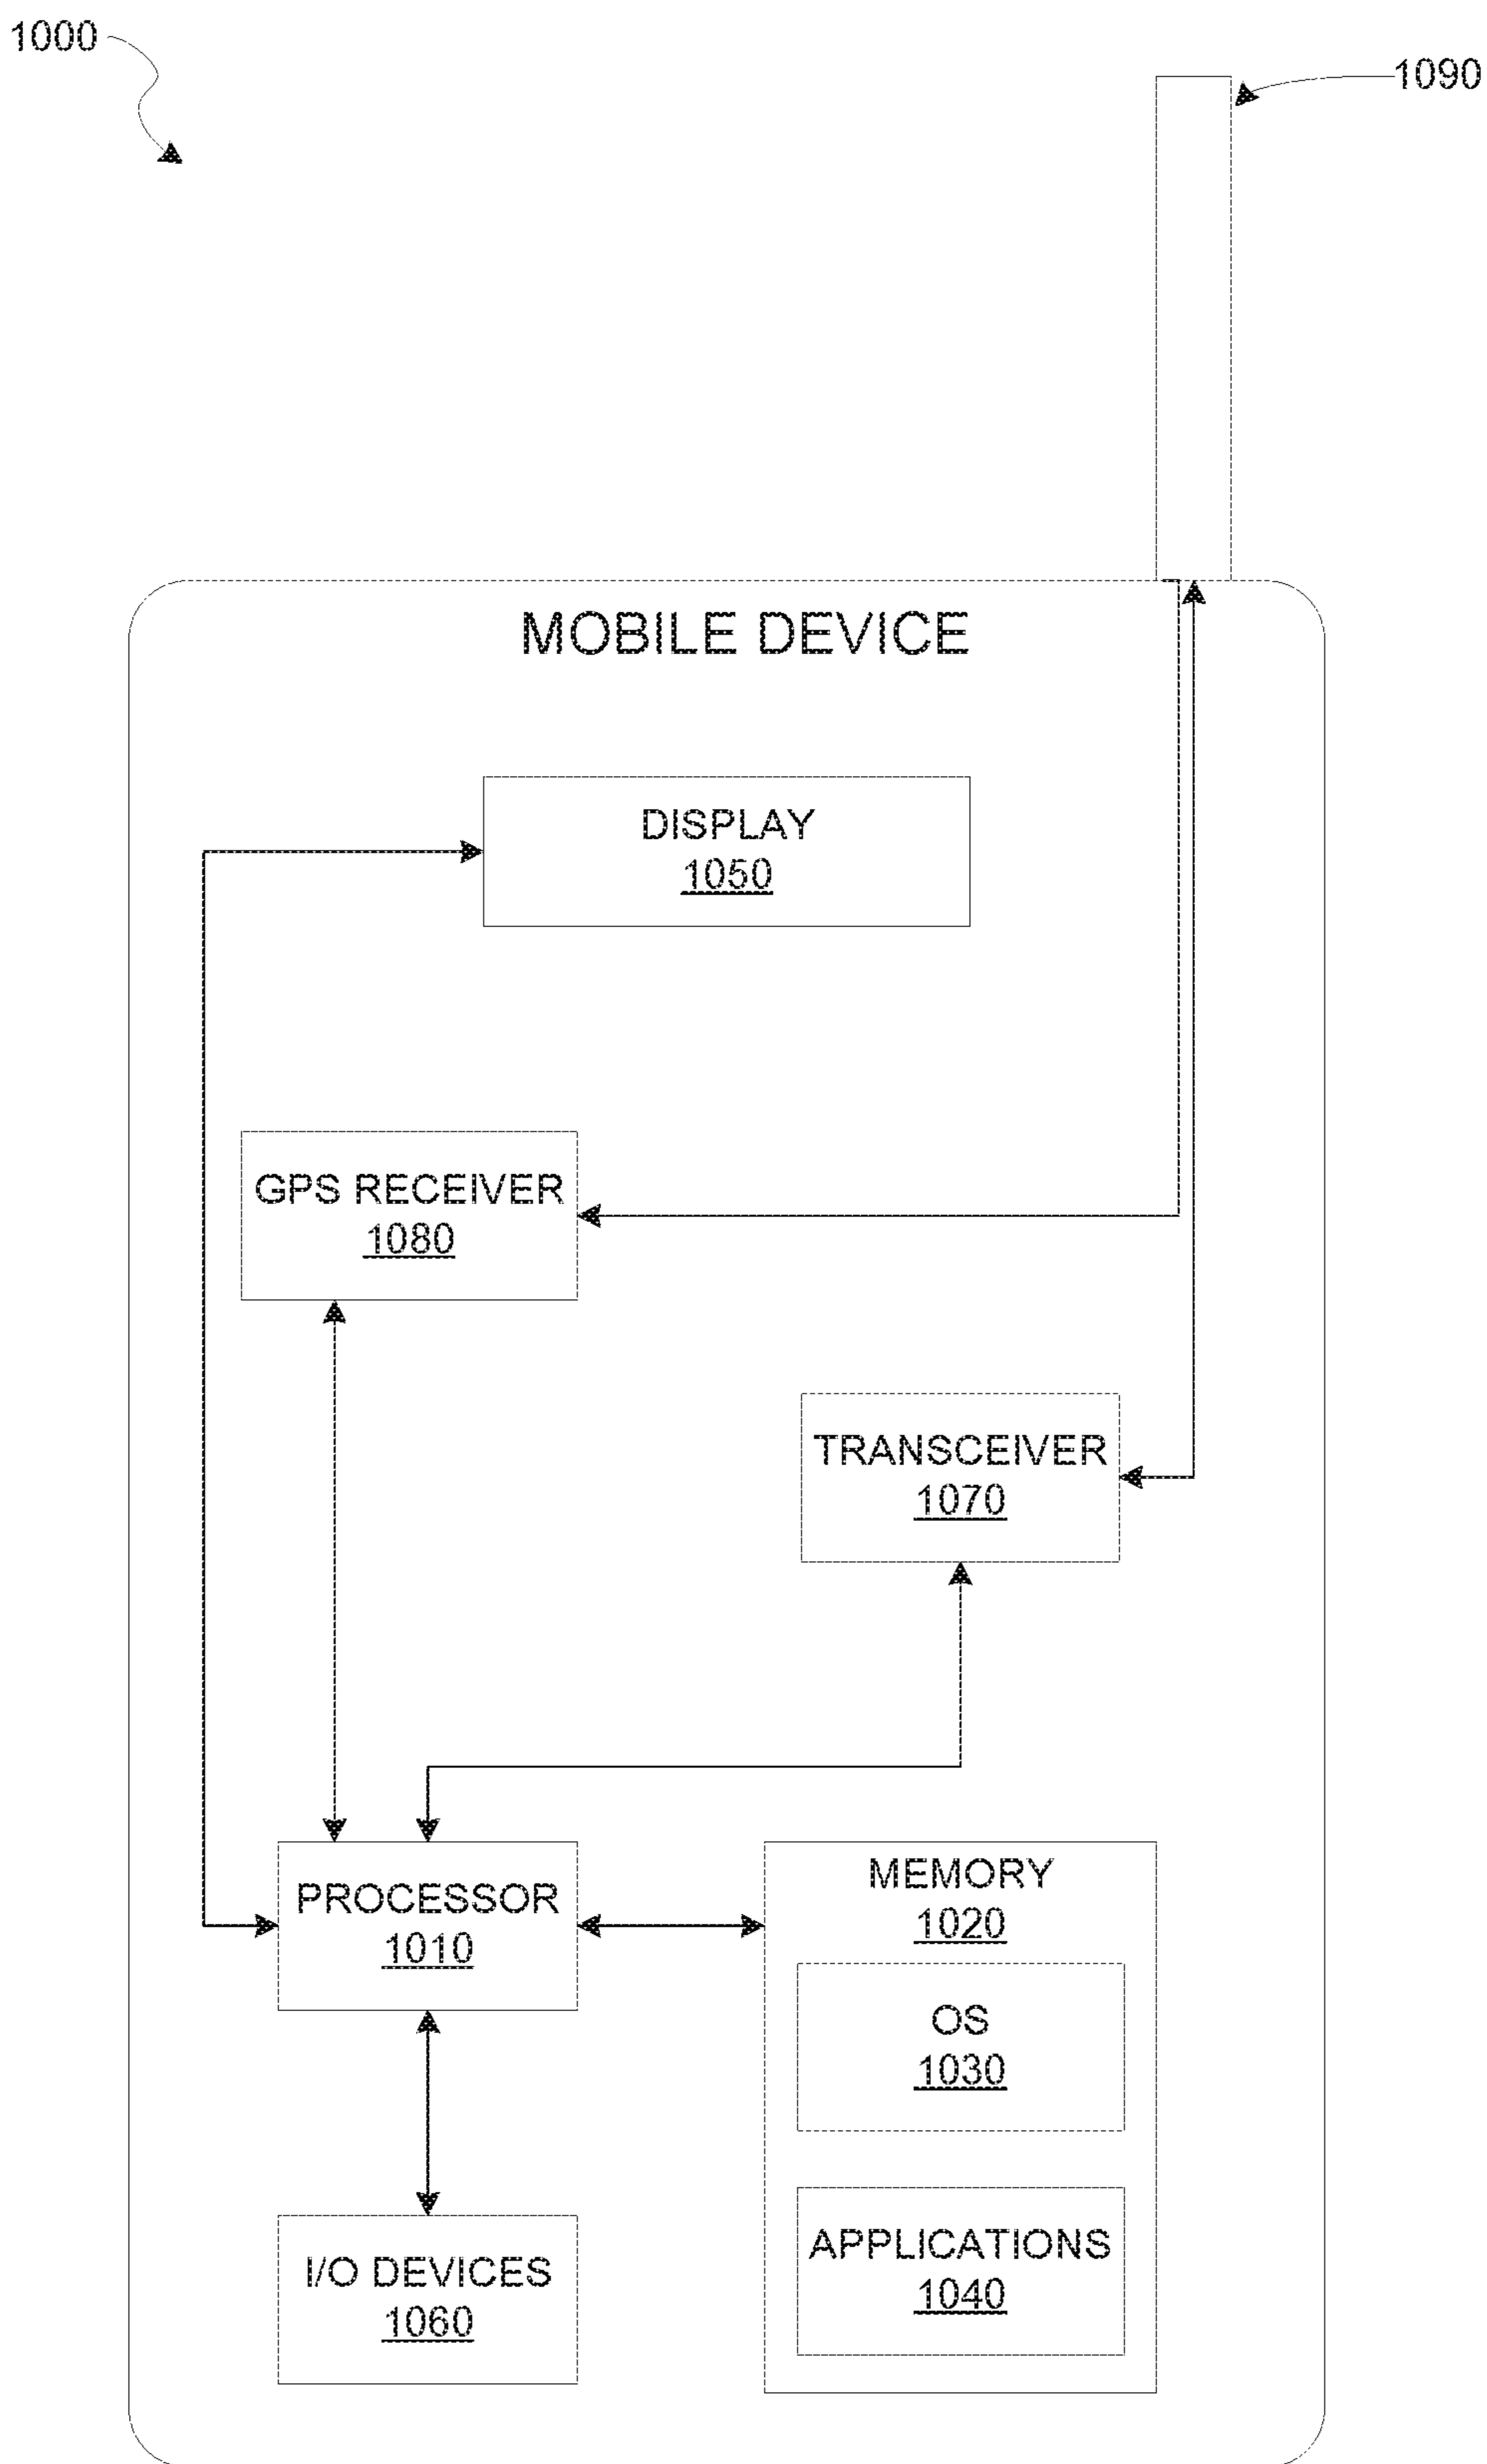 1000
1090
MOBILE DEVICE
DISPLAY
1050
GPS RECEIVER
1080
TRANSCEIVER
1070
PROCESSOR
1010
MEMORY
1020
OS
1030
APPLICATIONS
1040
I/O DEVICES
1060